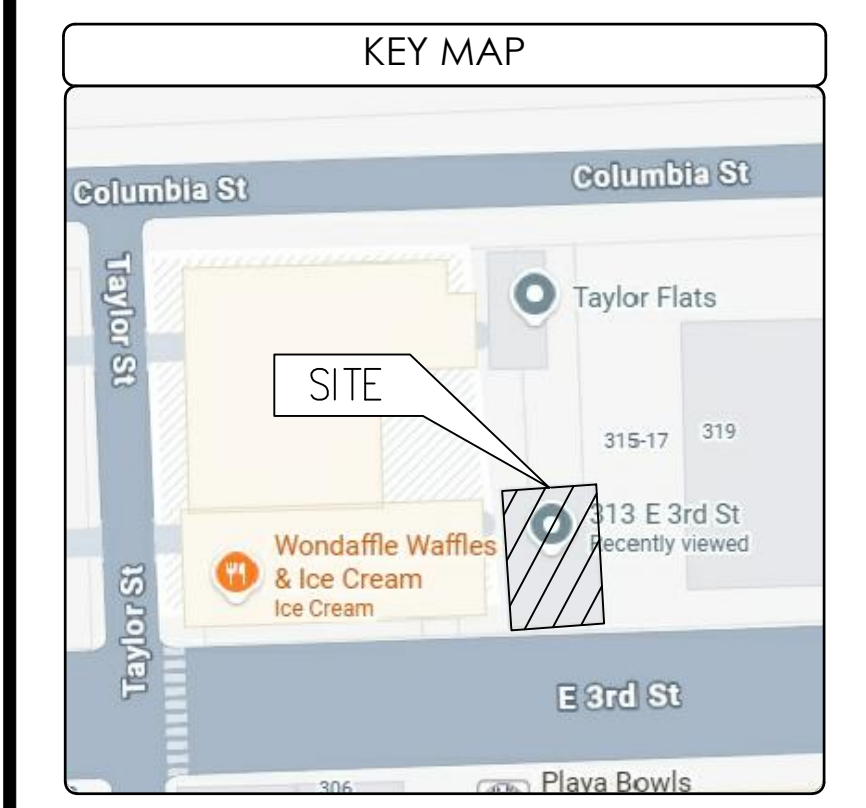 KEY MAP
Columbia St
Columbia St
Taylor St
Taylor Flats
SITE
315-17
319
313 E 3rd St
Recently viewed
Wondaffle Waffles
& Ice Cream
Ice Cream
Taylor St
E 3rd St
306
Playa Bowls